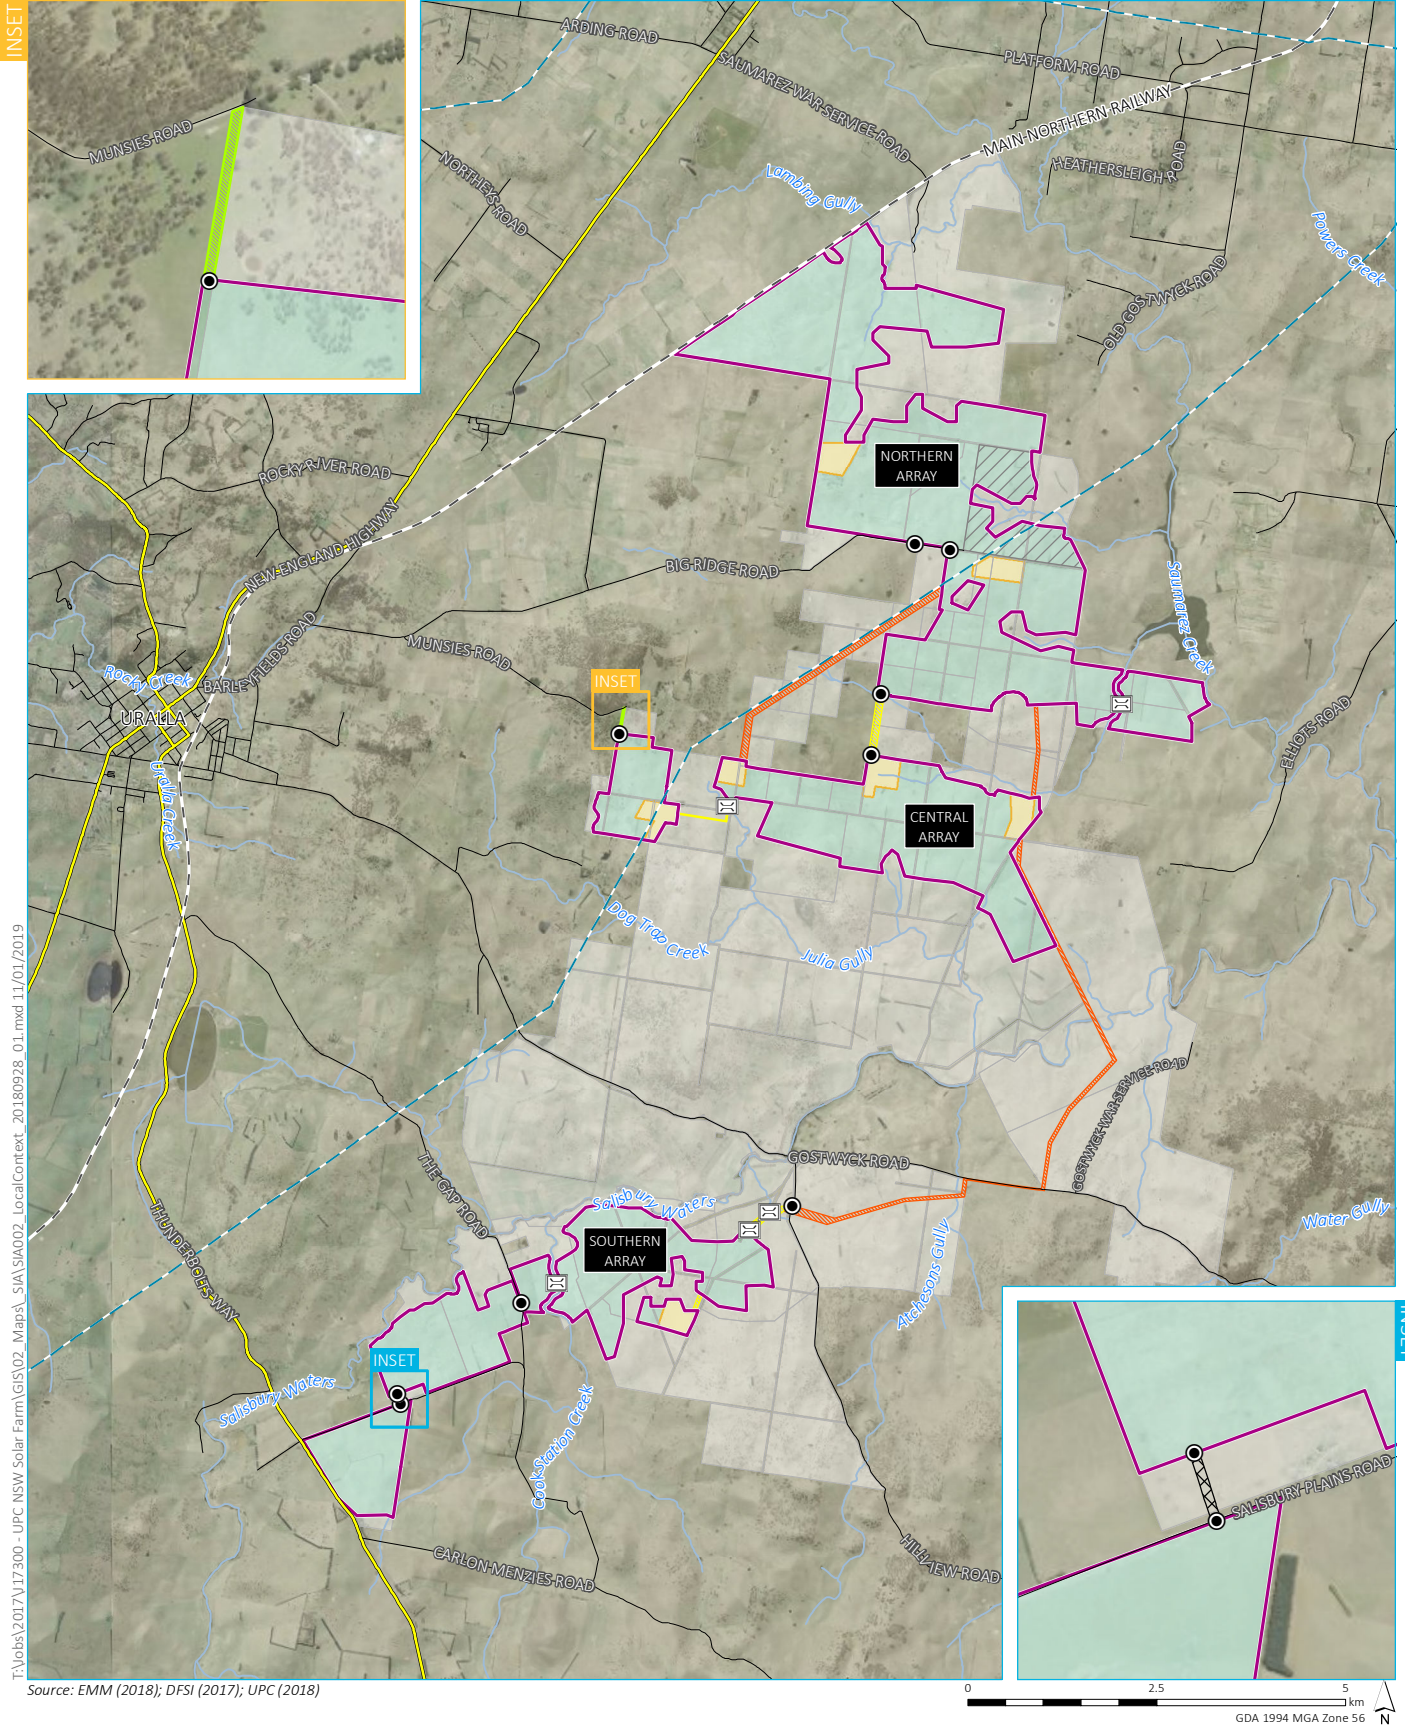 INSET
ARDING ROAD
PLATFORM ROAD
SAUMAREZ WAR SERVICE ROAD
MAIN NORTHERN RAILWAY
MUNSIES ROAD
NORTHEYS ROAD
HEATHERSLEIGH ROAD
Lambing Gully
Powers Creek
OLD GOSTWYCK ROAD
ROCKY RIVER ROAD
NORTHERN
ARRAY
NEW ENGLAND HIGHWAY
BIG RIDGE ROAD
Saumarez Creek
BARLEYFIELDS ROAD
MUNSIES ROAD
Rocky Creek
INSET
URALLA
ELLIOTS ROAD
Uralla Creek
CENTRAL
ARRAY
Dog Trap Creek
Julia Gully
GOSTWYCK WAR SERVICE ROAD
GOSTWYCK ROAD
THE GAP ROAD
Salisbury Waters
Water Gully
THUNDERBOLTS WAY
SOUTHERN
ARRAY
Atchesons Gully
INSET
INSET
Salisbury Waters
Cook Station Creek
SALISBURY PLAINS ROAD
CARLON MENZIES ROAD
HILLVIEW ROAD
T:\Jobs\2017\J17300 - UPC NSW Solar Farm\GIS\02_Maps\_SIA\SIA002_LocalContext_20180928_01.mxd 11/01/2019
Source: EMM (2018); DFSI (2017); UPC (2018)
0 2.5 5
km
GDA 1994 MGA Zone 56
N